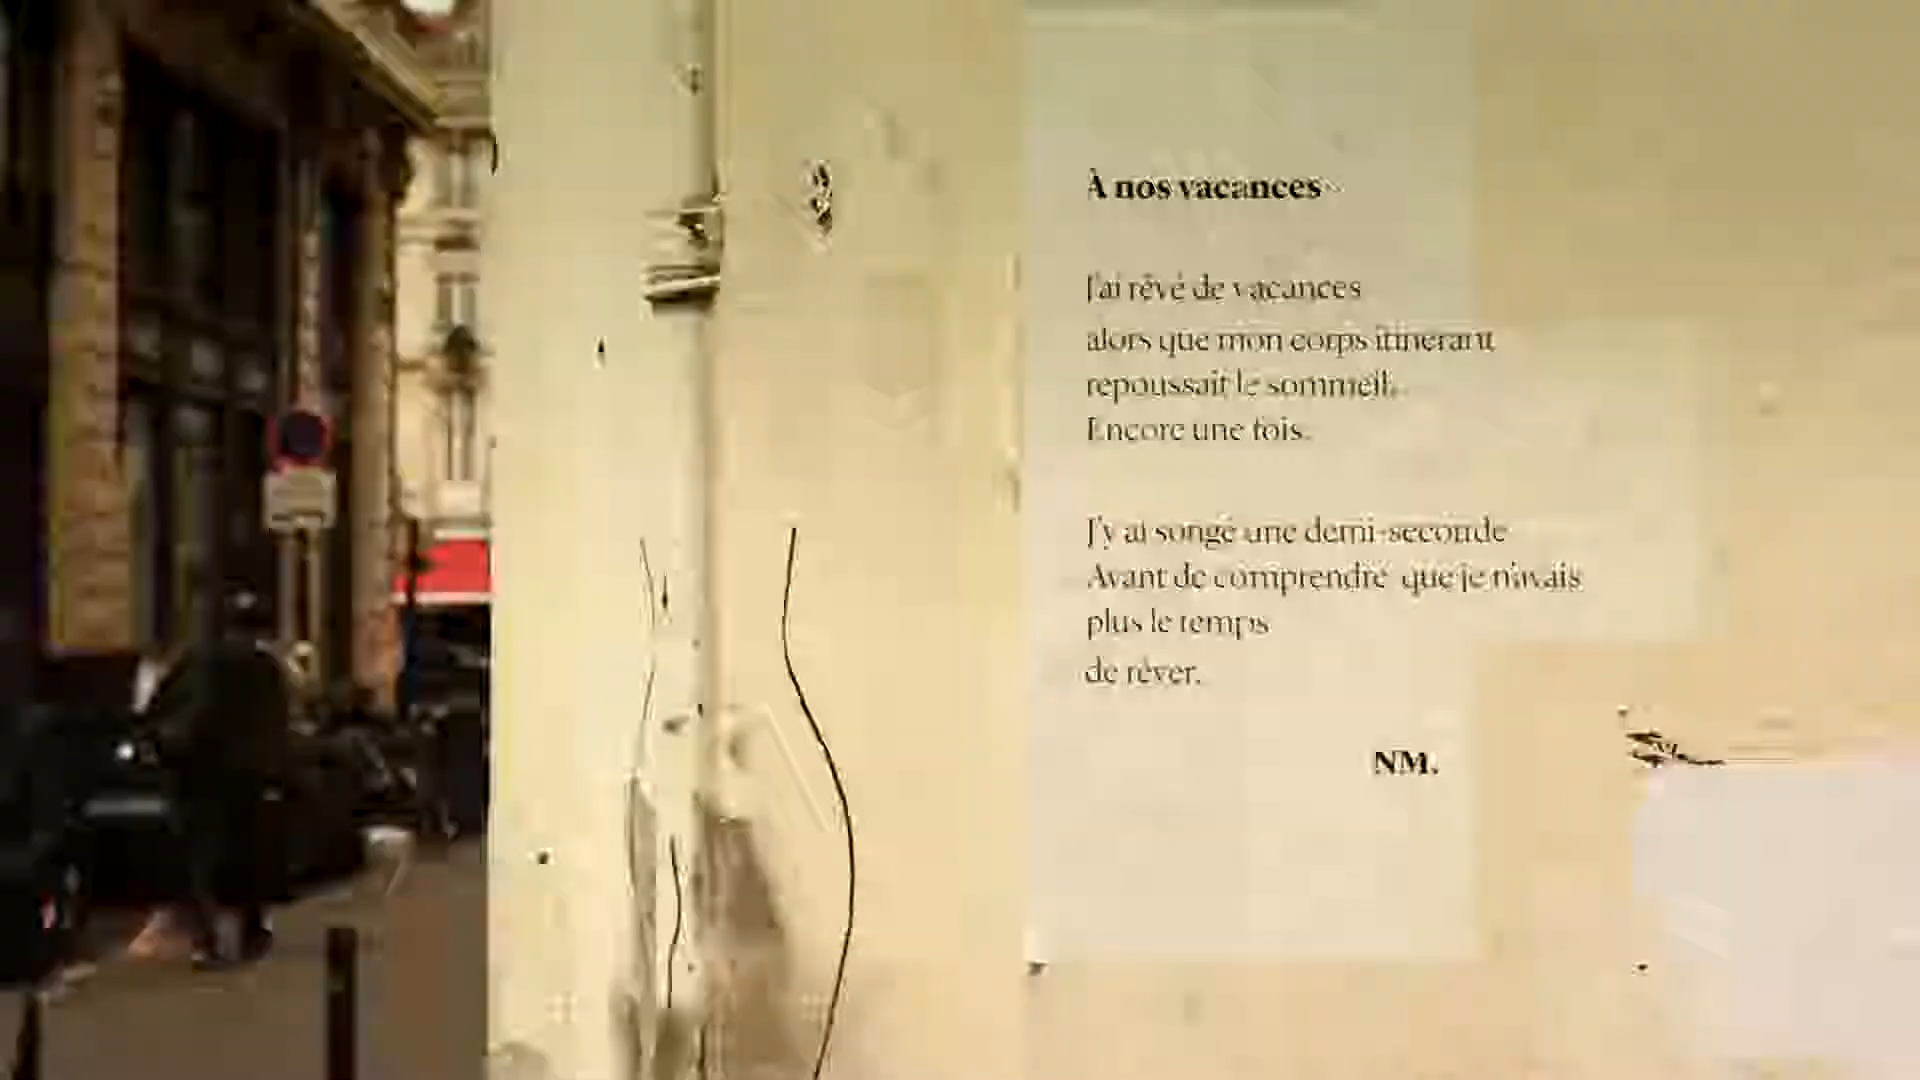 À nos vacances
J'ai rêvé de vacances
alors que mon corps itinérant
repoussait le sommeil.
Encore une fois.
J'y ai songé une demi-seconde
Avant de comprendre que je n'avais
plus le temps
de rêver.
NM.